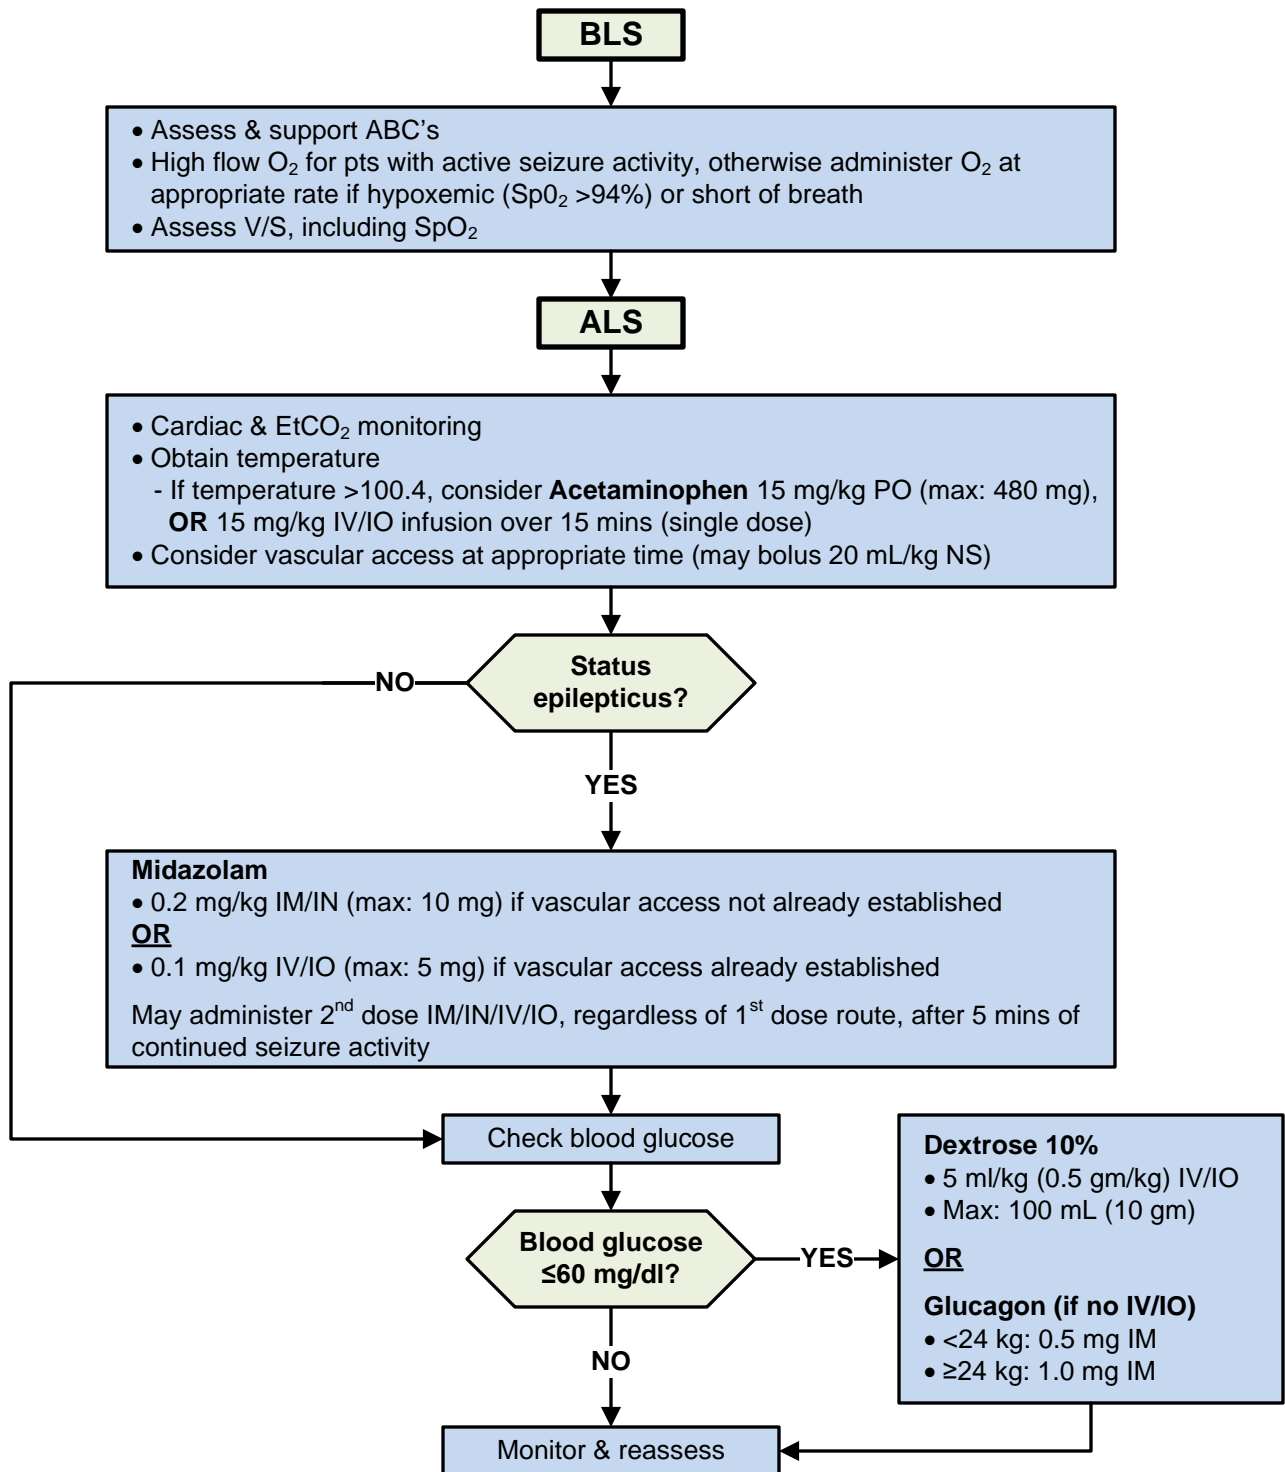 BLS
• Assess & support ABC's
• High flow O₂ for pts with active seizure activity, otherwise administer O₂ at
appropriate rate if hypoxemic (Sp0₂ >94%) or short of breath
• Assess V/S, including SpO₂
ALS
• Cardiac & EtCO₂ monitoring
• Obtain temperature
- If temperature >100.4, consider Acetaminophen 15 mg/kg PO (max: 480 mg),
OR 15 mg/kg IV/IO infusion over 15 mins (single dose)
• Consider vascular access at appropriate time (may bolus 20 mL/kg NS)
Status
epilepticus?
NO
YES
Midazolam
• 0.2 mg/kg IM/IN (max: 10 mg) if vascular access not already established
OR
• 0.1 mg/kg IV/IO (max: 5 mg) if vascular access already established
May administer 2nd dose IM/IN/IV/IO, regardless of 1st dose route, after 5 mins of
continued seizure activity
Check blood glucose
Blood glucose
≤60 mg/dl?
YES
Dextrose 10%
• 5 ml/kg (0.5 gm/kg) IV/IO
• Max: 100 mL (10 gm)
OR
Glucagon (if no IV/IO)
• <24 kg: 0.5 mg IM
• ≥24 kg: 1.0 mg IM
NO
Monitor & reassess